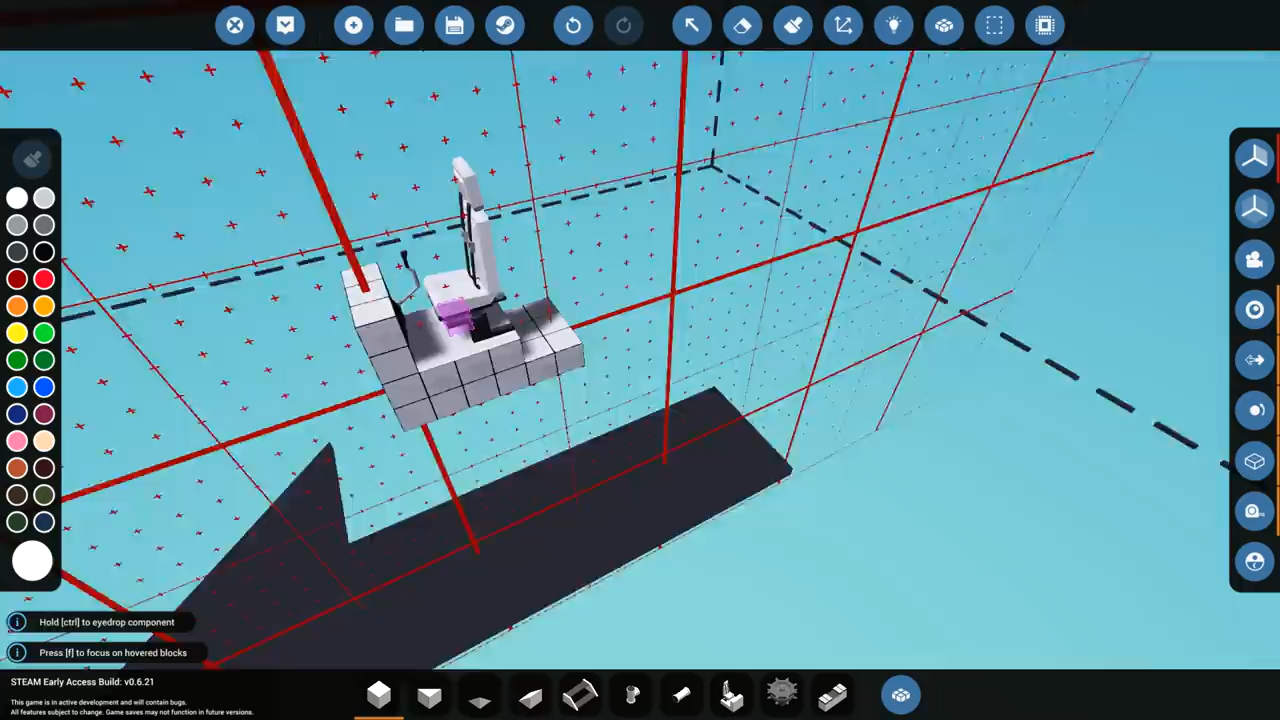 Hold [ctrl] to eyedrop component
Press [f] to focus on hovered blocks
STEAM Early Access Build: v0.6.21
This game is in active development and will contain bugs.
All features subject to change. Game saves may not function in future versions.